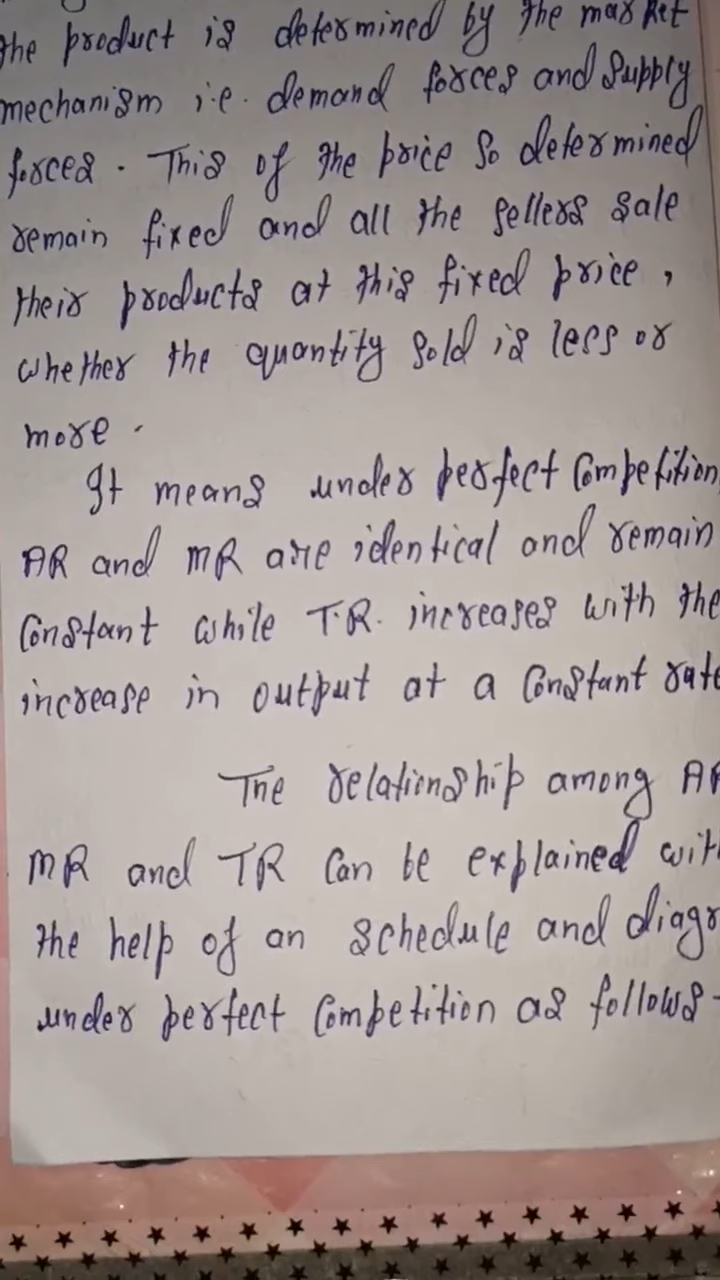 the product is determined by the market
mechanism i.e. demand forces and supply
forces. This of the price so determined
remain fixed and all the sellers sale
their products at this fixed price,
whether the quantity sold is less or
more.
It means under perfect Competition,
AR and MR are identical and remain
Constant while T.R. increases with the
increase in output at a Constant rate
The relationship among AR
MR and TR Can be explained with
the help of an schedule and diagr
under perfect Competition as follows-